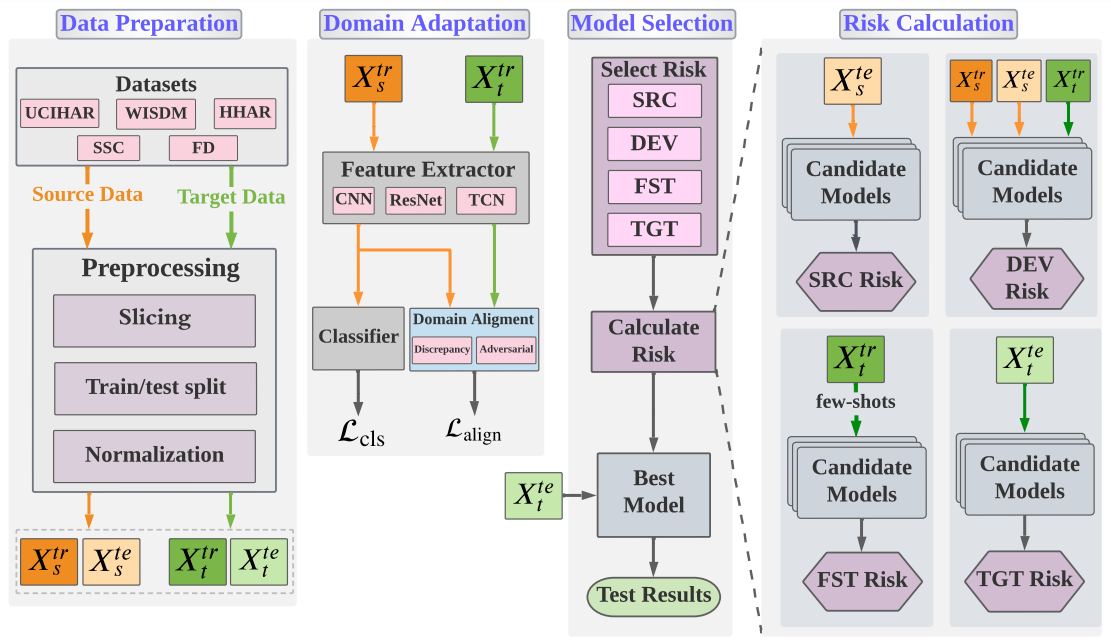 Data Preparation
Datasets
UCIHAR
WISDM
HHAR
SSC
FD
Source Data
Target Data
Preprocessing
Slicing
Train/test split
Normalization
X_s^{tr}
X_s^{te}
X_t^{tr}
X_t^{te}
Domain Adaptation
X_s^{tr}
X_t^{tr}
Feature Extractor
CNN
ResNet
TCN
Classifier
Domain Aligment
Discrepancy
Adversarial
ℒ_{cls}
ℒ_{align}
Model Selection
Select Risk
SRC
DEV
FST
TGT
Calculate
Risk
X_t^{te}
Best
Model
Test Results
Risk Calculation
X_s^{te}
Candidate
Models
SRC Risk
X_s^{tr}
X_s^{te}
X_t^{tr}
Candidate
Models
DEV
Risk
X_t^{tr}
few-shots
Candidate
Models
FST Risk
X_t^{te}
Candidate
Models
TGT Risk